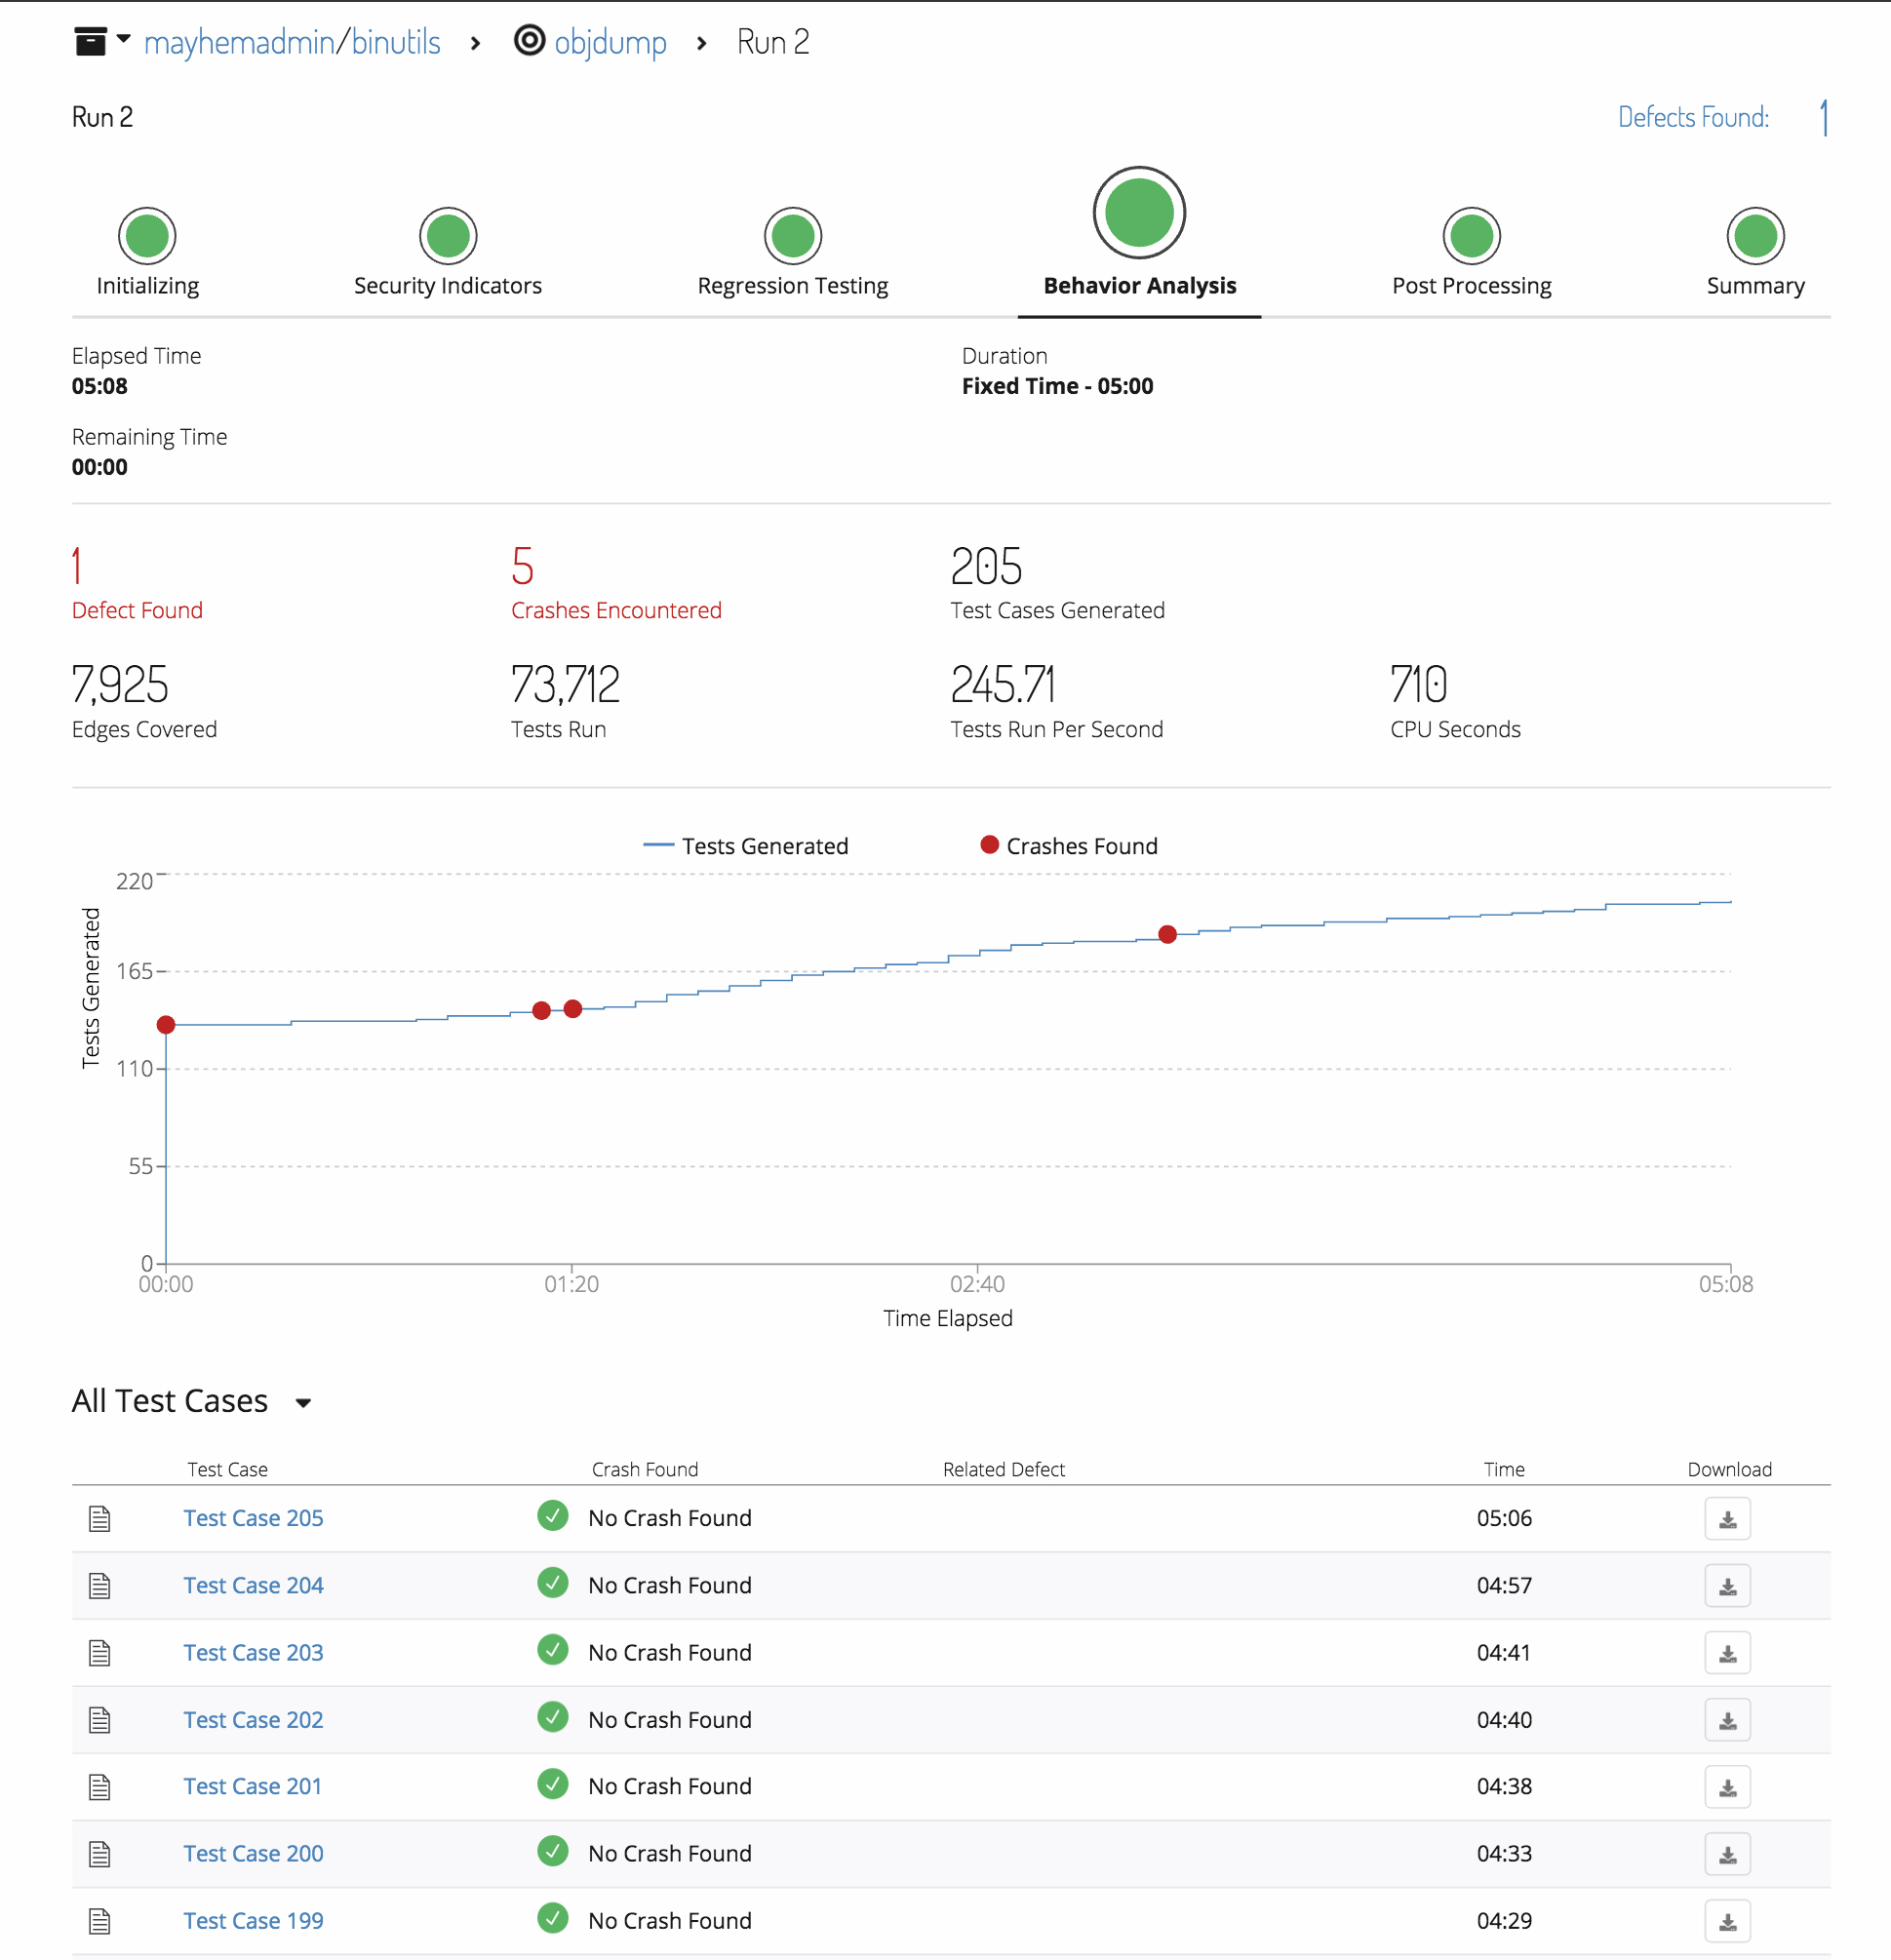 mayhemadmin/binutils › objdump › Run 2
Run 2
Defects Found: 1
Initializing Security Indicators Regression Testing Behavior Analysis Post Processing Summary
Elapsed Time Duration
05:08 Fixed Time - 05:00
Remaining Time
00:00
1 5 205
Defect Found Crashes Encountered Test Cases Generated
7,925 73,712 245.71 710
Edges Covered Tests Run Tests Run Per Second CPU Seconds
Tests Generated Crashes Found
Tests Generated
220
165
110
55
0
00:00 01:20 02:40 05:08
Time Elapsed
All Test Cases
Test Case Crash Found Related Defect Time Download
Test Case 205 No Crash Found 05:06
Test Case 204 No Crash Found 04:57
Test Case 203 No Crash Found 04:41
Test Case 202 No Crash Found 04:40
Test Case 201 No Crash Found 04:38
Test Case 200 No Crash Found 04:33
Test Case 199 No Crash Found 04:29